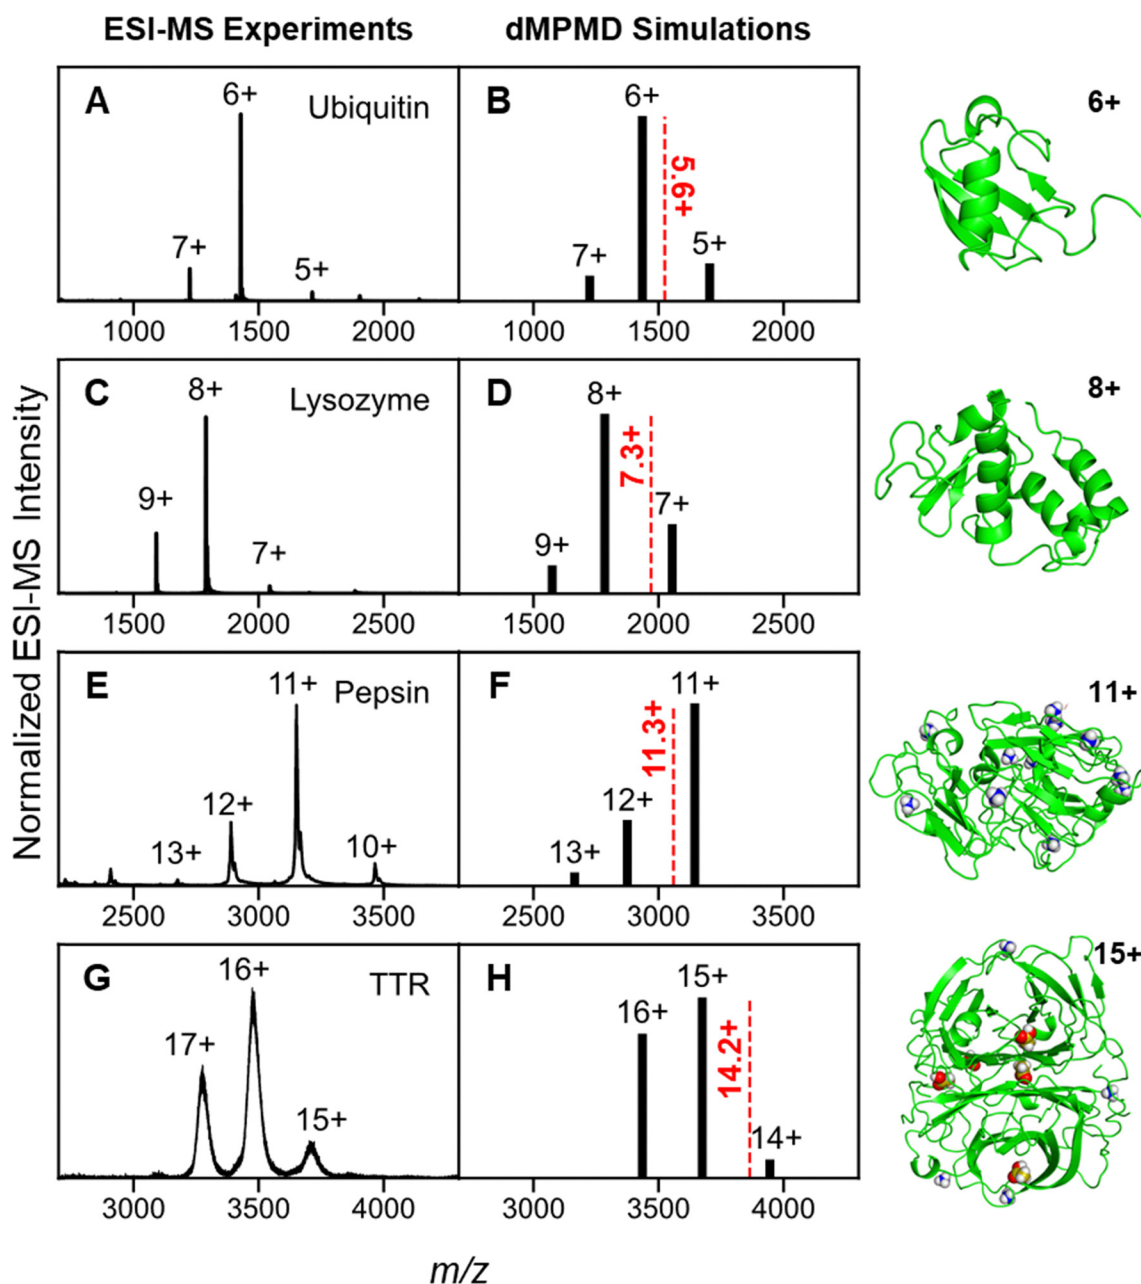 ESI-MS Experiments dMPMD Simulations
Normalized ESI-MS Intensity
A Ubiquitin
6+
7+
5+
1000 1500 2000
B
6+
5.6+
7+
5+
1000 1500 2000
6+
C Lysozyme
8+
9+
7+
1500 2000 2500
D
8+
7.3+
9+
7+
1500 2000 2500
8+
E Pepsin
11+
12+
13+
10+
2500 3000 3500
F
11+
11.3+
12+
13+
2500 3000 3500
11+
G TTR
16+
17+
15+
3000 3500 4000
H
15+
16+
14.2+
14+
3000 3500 4000
15+
m/z